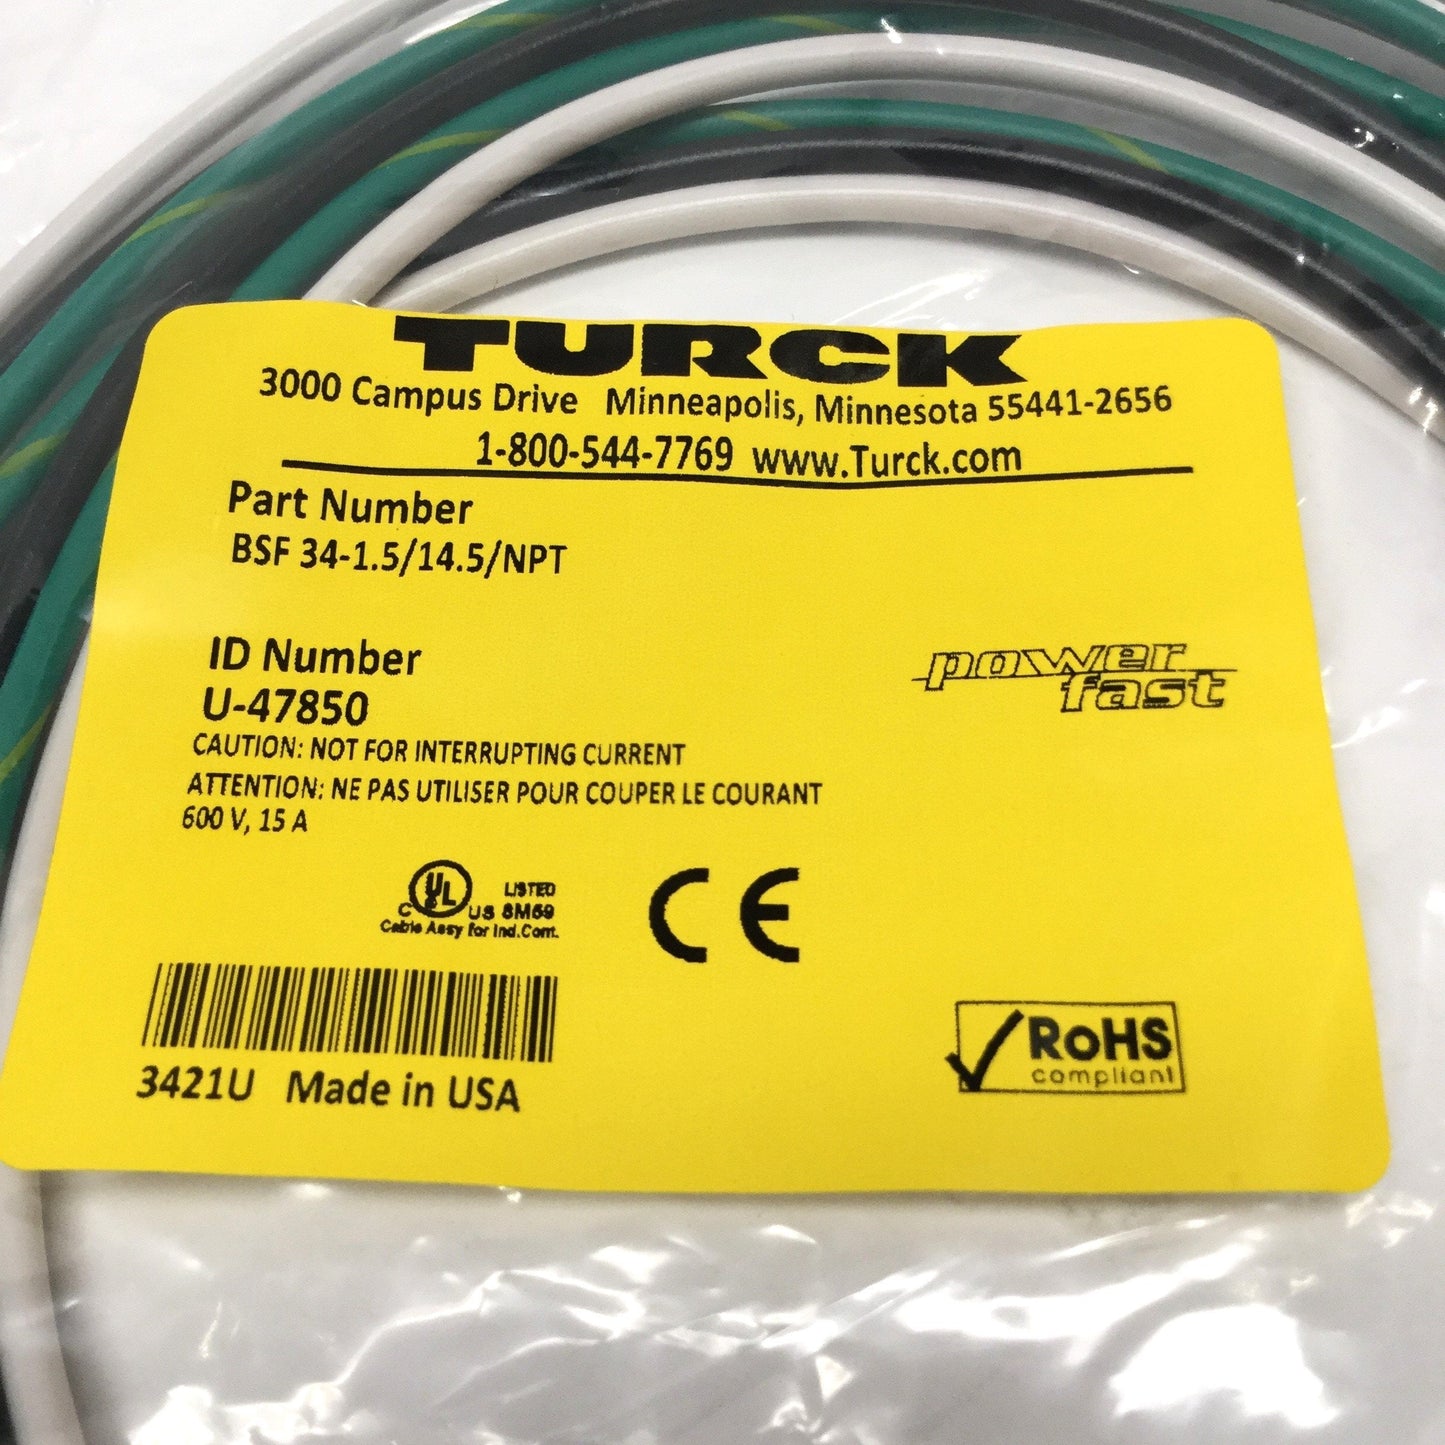 TURCK
3000 Campus Drive Minneapolis, Minnesota 55441-2656
1-800-544-7769 www.Turck.com
Part Number
BSF 34-1.5/14.5/NPT
ID Number
U-47850
power
fast
CAUTION: NOT FOR INTERRUPTING CURRENT
ATTENTION: NE PAS UTILISER POUR COUPER LE COURANT
600 V, 15 A
UL LISTED
C US 8M69
Cable Assy for Ind.Cont.
CE
3421U Made in USA
RoHS
compliant